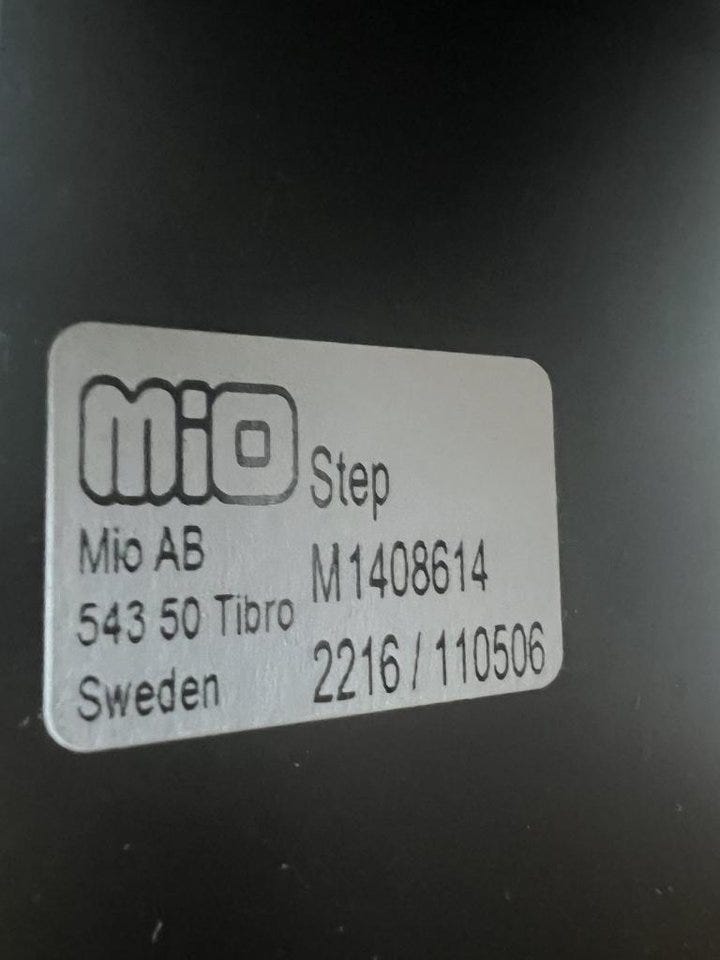 mio
Step
Mio AB
M1408614
543 50 Tibro
2216 / 110506
Sweden